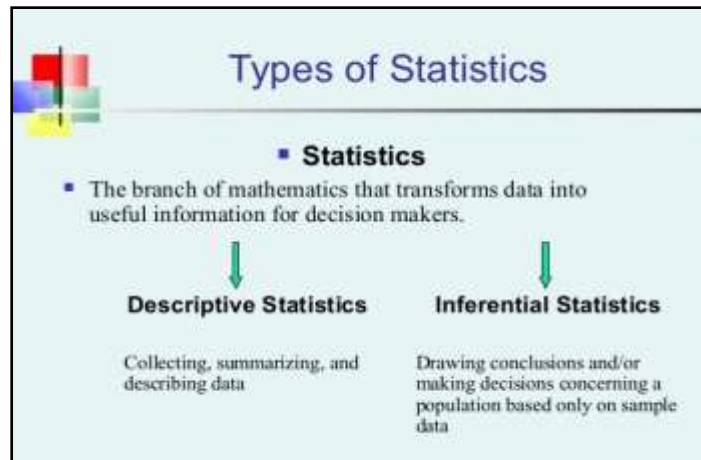 Types of Statistics
▪ Statistics
▪ The branch of mathematics that transforms data into
useful information for decision makers.
Descriptive Statistics
Collecting, summarizing, and
describing data
Inferential Statistics
Drawing conclusions and/or
making decisions concerning a
population based only on sample
data